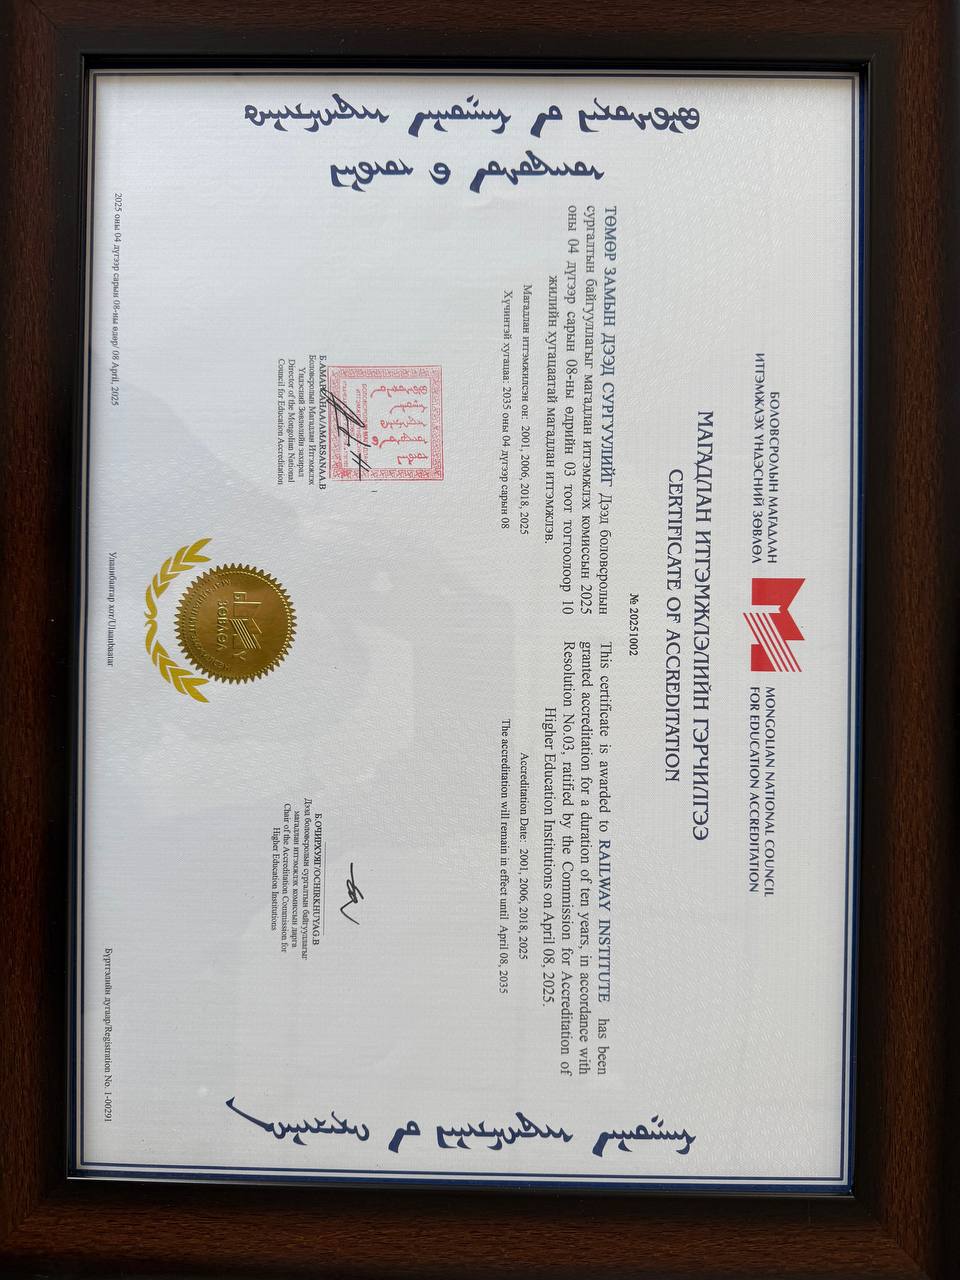 БОЛОВСРОЛЫН МАГАДЛАН
ИТГЭМЖЛЭХ ҮНДЭСНИЙ ЗӨВЛӨЛ
MONGOLIAN NATIONAL COUNCIL
FOR EDUCATION ACCREDITATION
МАГАДЛАН ИТГЭМЖЛЭЛИЙН ГЭРЧИЛГЭЭ
CERTIFICATE OF ACCREDITATION
№ 20251002
ТӨМӨР ЗАМЫН ДЭЭД СУРГУУЛИЙГ Дээд боловсролын
сургалтын байгууллагыг магадлан итгэмжлэх комиссын 2025
оны 04 дүгээр сарын 08-ны өдрийн 03 тоот тогтоолоор 10
жилийн хугацаатай магадлан итгэмжлэв.
Магадлан итгэмжилсэн он: 2001, 2006, 2018, 2025
Хүчинтэй хугацаа: 2035 оны 04 дүгээр сарын 08
This certificate is awarded to RAILWAY INSTITUTE has been
granted accreditation for a duration of ten years, in accordance with
Resolution No.03, ratified by the Commission for Accreditation of
Higher Education Institutions on April 08, 2025.
Accreditation Date: 2001, 2006, 2018, 2025
The accreditation will remain in effect until April 08, 2035
Б.АМАРСАНАА/AMARSANAA.B
Боловсролын Магадлан Итгэмжлэх
Үндэсний Зөвлөлийн захирал
Director of the Mongolian National
Council for Education Accreditation
Б.ОЧИРХУЯГ/OCHIRKHUYAG.B
Дээд боловсролын сургалтын байгууллагыг
магадлан итгэмжлэх комиссын дарга
Chair of the Accreditation Commission for
Higher Education Institutions
2025 оны 04 дүгээр сарын 08-ны өдөр/ 08 April, 2025
Улаанбаатар хот/Ulaanbaatar
Бүртгэлийн дугаар/Registration No. 1-00291